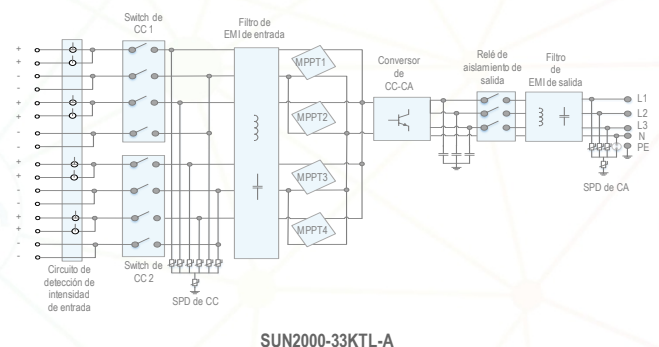 Switch de
CC 1
Filtro de
EMI de entrada
MPPT1
MPPT2
MPPT3
MPPT4
Conversor
de
CC-CA
Relé de
aislamiento de
salida
Filtro
de
EMI de salida
L1
L2
L3
N
PE
SPD de CA
+
+
-
-
+
+
-
-
+
+
-
-
+
+
-
-
Circuito de
detección de
intensidad
de entrada
Switch de
CC 2
SPD de CC
SUN2000-33KTL-A